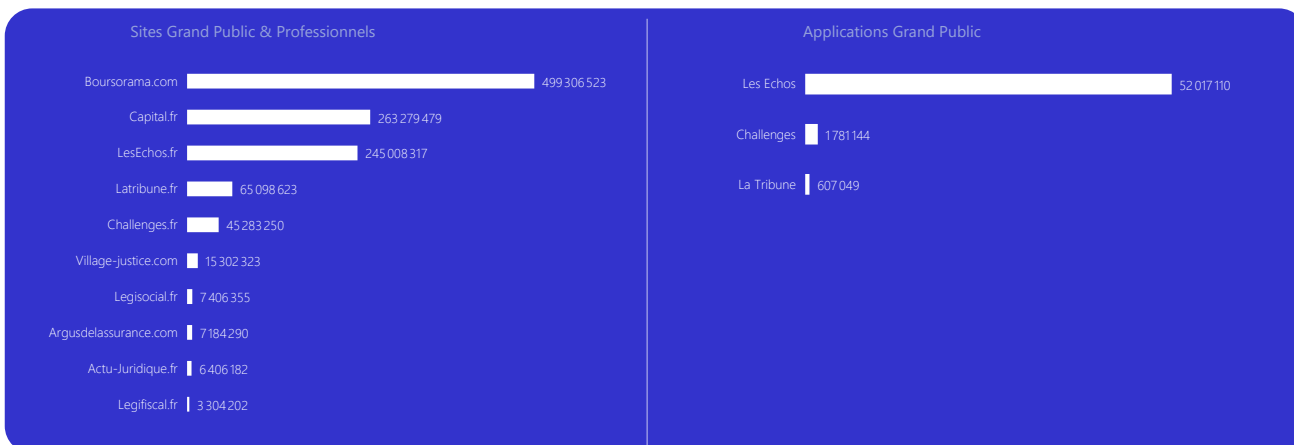 Sites Grand Public & Professionnels
Boursorama.com 499 306 523
Capital.fr 263 279 479
LesEchos.fr 245 008 317
Latribune.fr 65 098 623
Challenges.fr 45 283 250
Village-justice.com 15 302 323
Legisocial.fr 7 406 355
Argusdelassurance.com 7 184 290
Actu-Juridique.fr 6 406 182
Legifiscal.fr 3 304 202
Applications Grand Public
Les Echos 52 017 110
Challenges 1 781 144
La Tribune 607 049